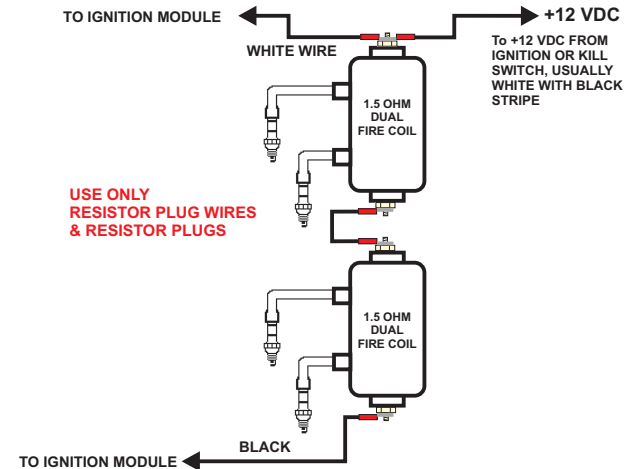 TO IGNITION MODULE
+12 VDC
WHITE WIRE
To +12 VDC FROM
IGNITION OR KILL
SWITCH, USUALLY
WHITE WITH BLACK
STRIPE
1.5 OHM
DUAL
FIRE COIL
USE ONLY
RESISTOR PLUG WIRES
& RESISTOR PLUGS
1.5 OHM
DUAL
FIRE COIL
BLACK
TO IGNITION MODULE